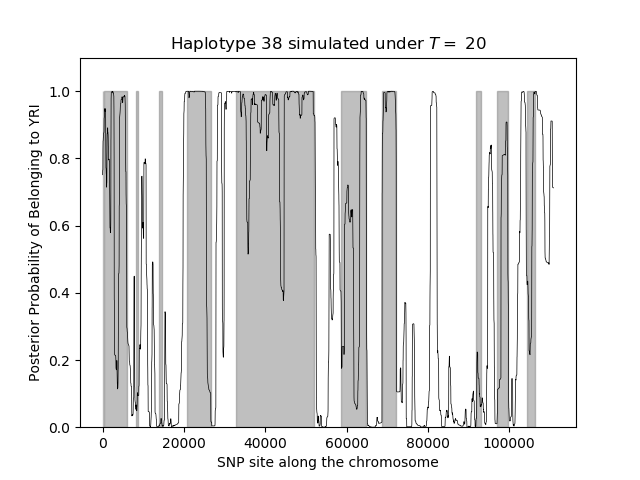 Haplotype 38 simulated under T = 20
Posterior Probability of Belonging to YRI
1.0
0.8
0.6
0.4
0.2
0.0
0 20000 40000 60000 80000 100000
SNP site along the chromosome